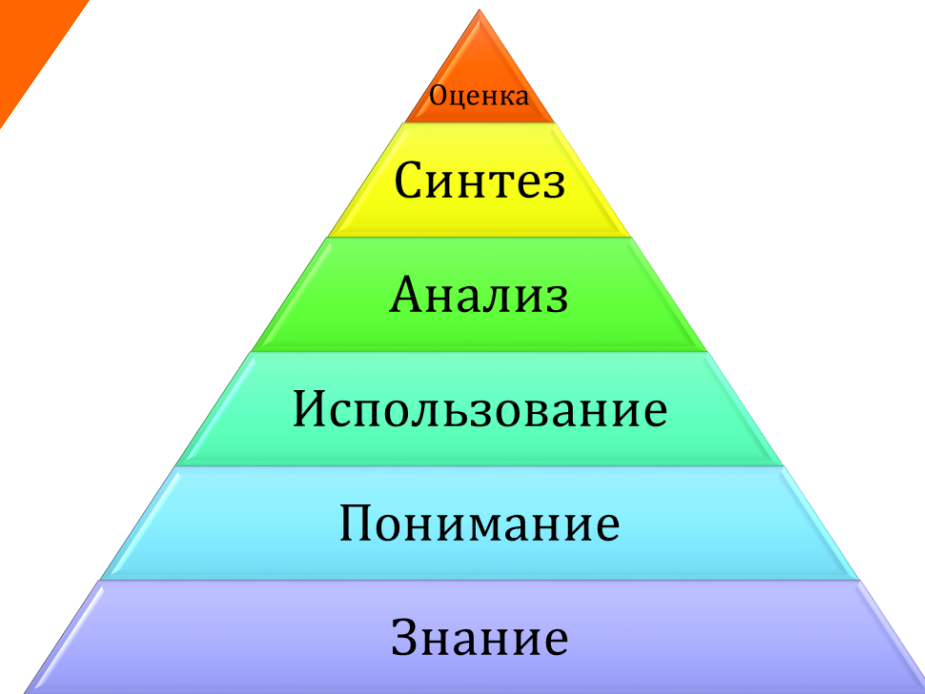 Оценка
Синтез
Анализ
Использование
Понимание
Знание